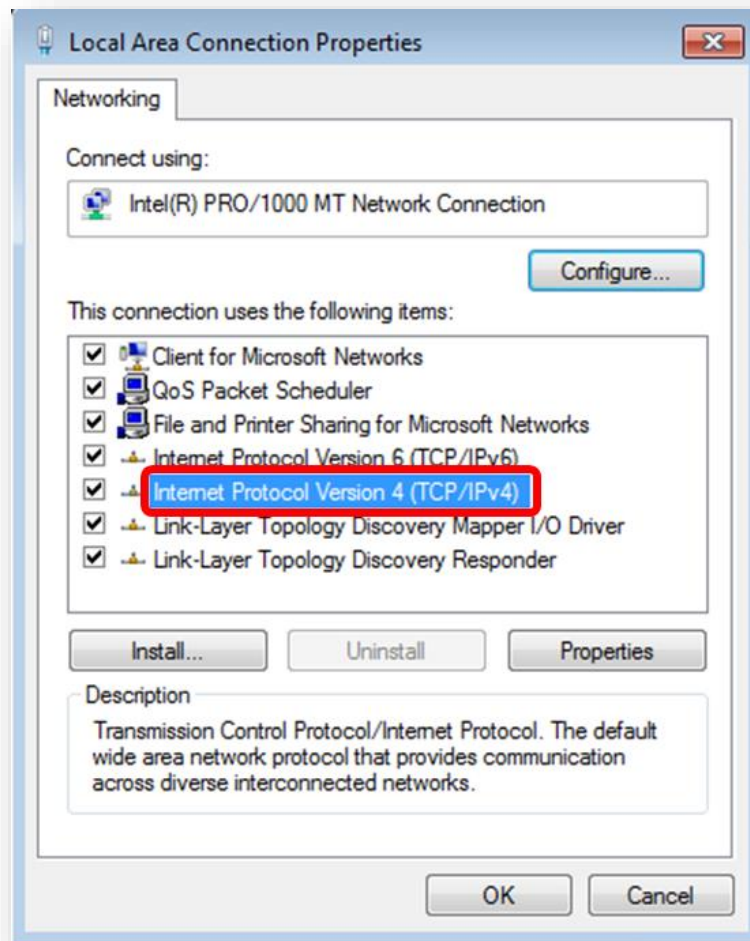 Local Area Connection Properties
Networking
Connect using:
Intel(R) PRO/1000 MT Network Connection
Configure...
This connection uses the following items:
Client for Microsoft Networks
QoS Packet Scheduler
File and Printer Sharing for Microsoft Networks
Internet Protocol Version 6 (TCP/IPv6)
Internet Protocol Version 4 (TCP/IPv4)
Link-Layer Topology Discovery Mapper I/O Driver
Link-Layer Topology Discovery Responder
Install... Uninstall Properties
Description
Transmission Control Protocol/Internet Protocol. The default
wide area network protocol that provides communication
across diverse interconnected networks.
OK Cancel